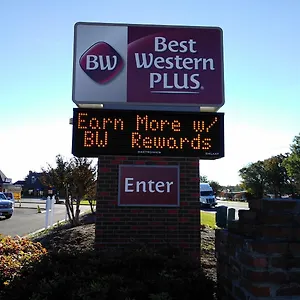 BW
Best
Western
PLUS
Earn More w/
BW Rewards
Enter